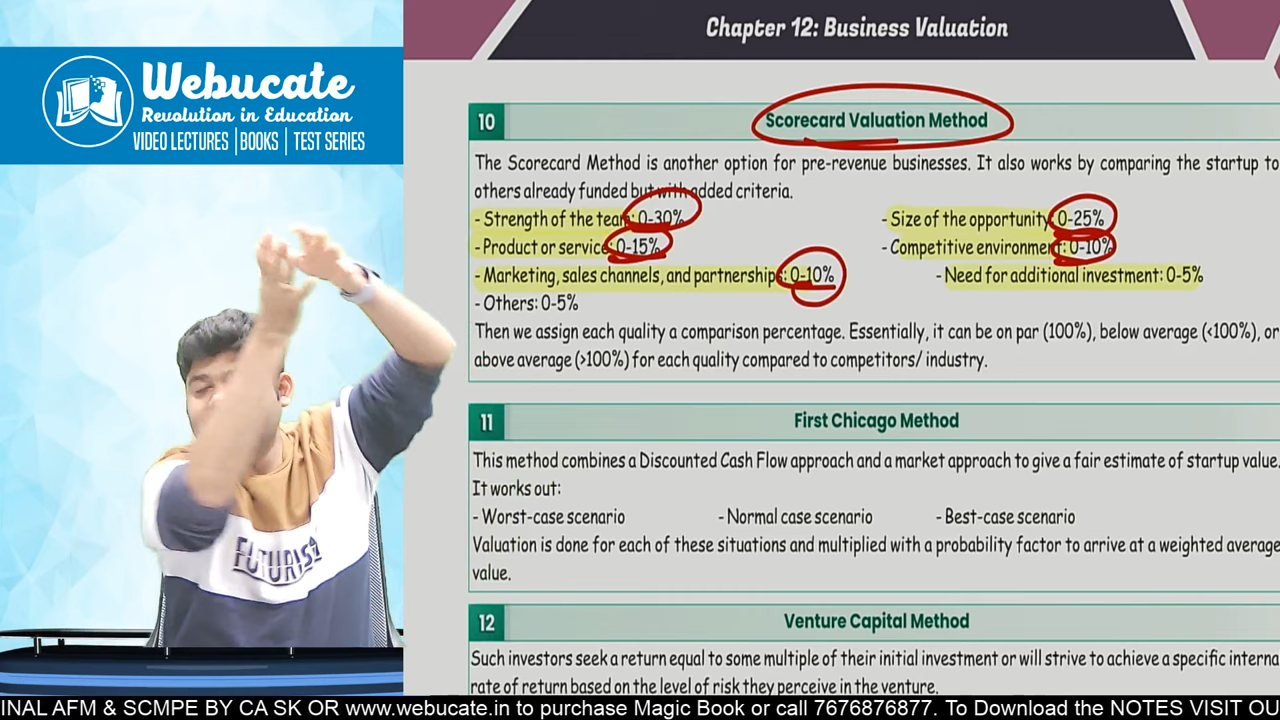 Webucate
Revolution in Education
VIDEO LECTURES | BOOKS | TEST SERIES
FUTURIS
Chapter 12: Business Valuation
10 Scorecard Valuation Method
The Scorecard Method is another option for pre-revenue businesses. It also works by comparing the startup to
others already funded but with added criteria.
- Strength of the team: 0-30% - Size of the opportunity: 0-25%
- Product or service: 0-15% - Competitive environment: 0-10%
- Marketing, sales channels, and partnerships: 0-10% - Need for additional investment: 0-5%
- Others: 0-5%
Then we assign each quality a comparison percentage. Essentially, it can be on par (100%), below average (<100%), or
above average (>100%) for each quality compared to competitors/ industry.
11 First Chicago Method
This method combines a Discounted Cash Flow approach and a market approach to give a fair estimate of startup value.
It works out:
- Worst-case scenario - Normal case scenario - Best-case scenario
Valuation is done for each of these situations and multiplied with a probability factor to arrive at a weighted average
value.
12 Venture Capital Method
Such investors seek a return equal to some multiple of their initial investment or will strive to achieve a specific interna
rate of return based on the level of risk they perceive in the venture.
INAL AFM & SCMPE BY CA SK OR www.webucate.in to purchase Magic Book or call 7676876877. To Download the NOTES VISIT OU